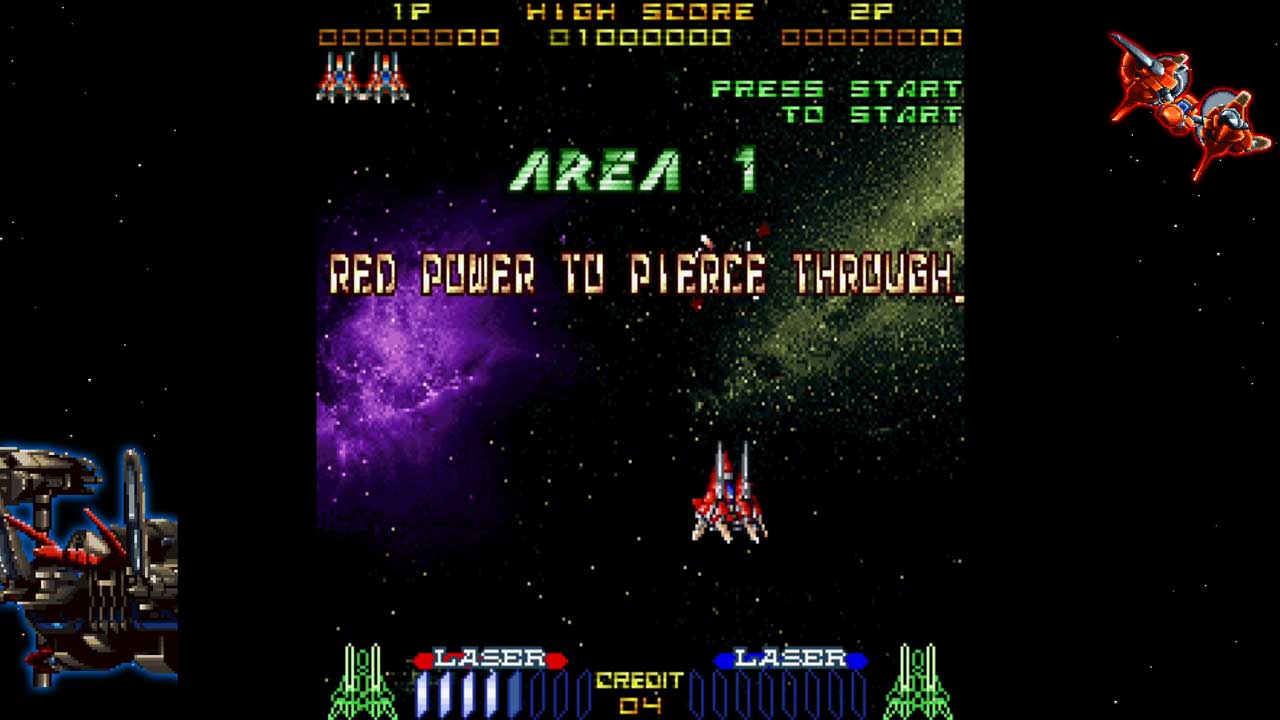 1P HIGH SCORE 2P
00000000 01000000 00000000
PRESS START
TO START
AREA 1
RED POWER TO PIERCE THROUGH_
LASER LASER
CREDIT
04